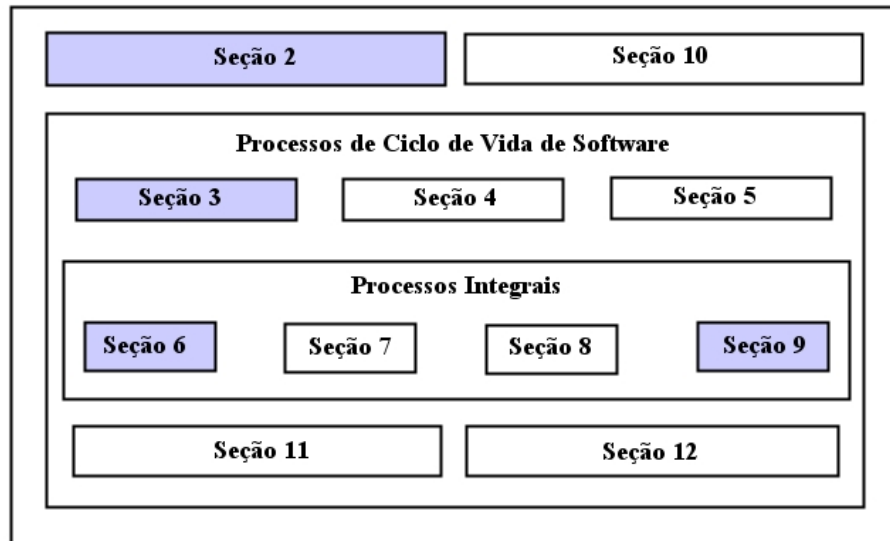 Seção 2
Seção 10
Processos de Ciclo de Vida de Software
Seção 3
Seção 4
Seção 5
Processos Integrais
Seção 6
Seção 7
Seção 8
Seção 9
Seção 11
Seção 12